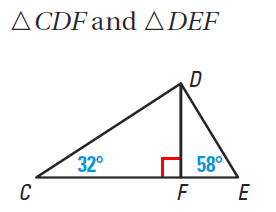 △CDF and △DEF
D
32° 58°
C F E